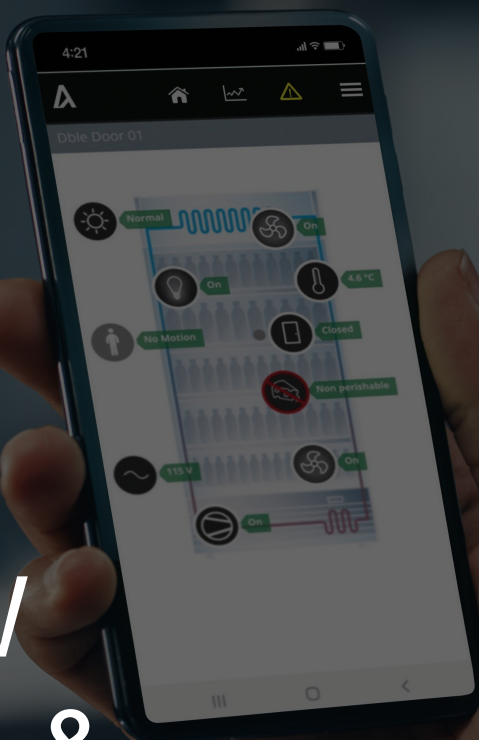 4:21
Dble Door 01
Normal
On
On
4.6 °C
No Motion
Closed
Non perishable
115 V
On
On
/
&